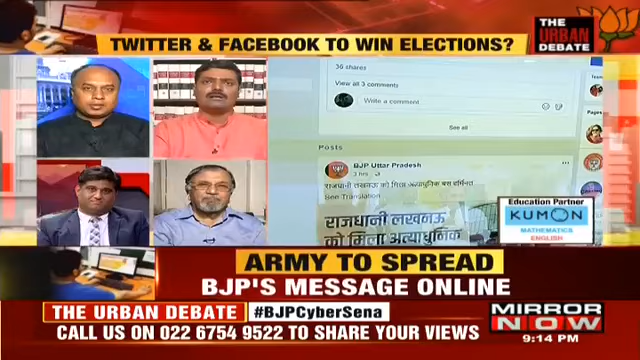 TWITTER & FACEBOOK TO WIN ELECTIONS?
THE
URBAN
DEBATE
36 shares
View all 3 comments
Write a comment
See all
Posts
BJP Uttar Pradesh
3 hrs
राजधानी लखनऊ को मिला अत्याधुनिक बस टर्मिनल
See Translation
राजधानी लखनऊ
को मिला अत्याधुनिक
Pages
Education Partner
KUMON
MATHEMATICS
ENGLISH
ARMY TO SPREAD
BJP'S MESSAGE ONLINE
THE URBAN DEBATE #BJPCyberSena
CALL US ON 022 6754 9522 TO SHARE YOUR VIEWS
MIRROR
NOW
9:14 PM